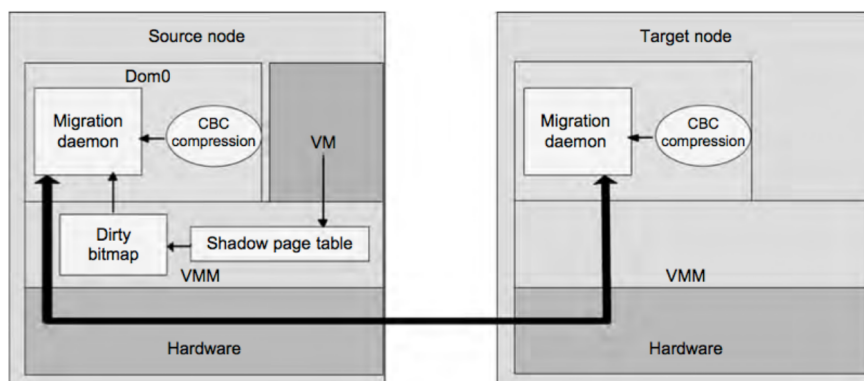 Source node
Dom0
Migration
daemon
CBC
compression
VM
Dirty
bitmap
Shadow page table
VMM
Hardware
Target node
Migration
daemon
CBC
compression
VMM
Hardware